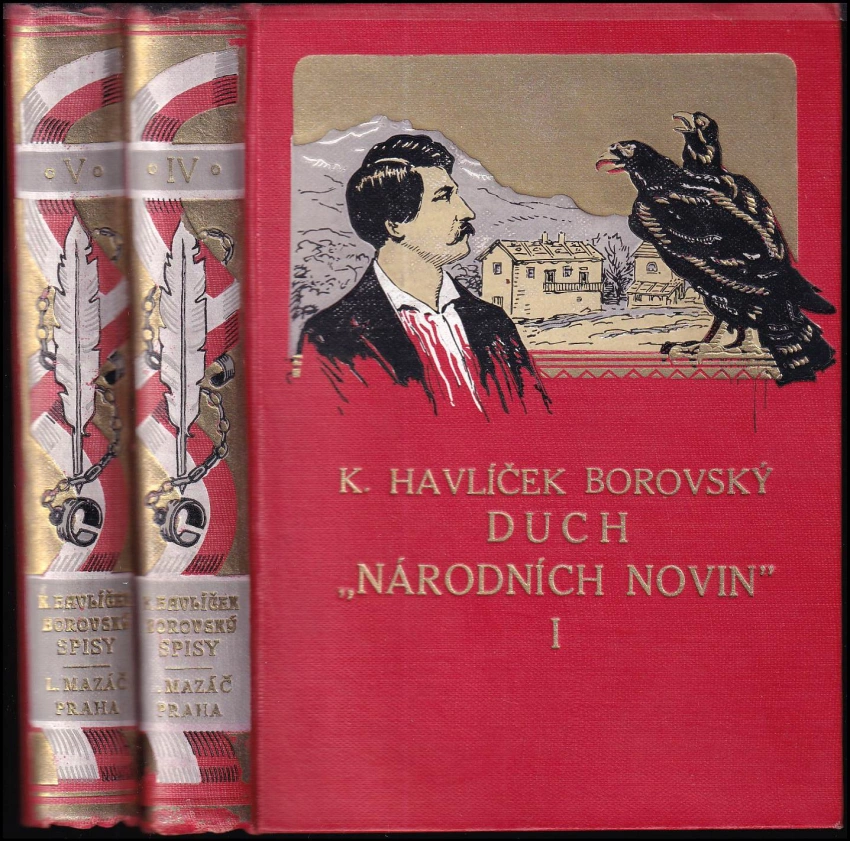 V
K HAVLÍČEK
BOROVSKÝ
SPISY
L. MAZÁČ
PRAHA
IV
HAVLÍČEK
BOROVSKÝ
SPISY
. MAZÁČ
PRAHA
K. HAVLÍČEK BOROVSKÝ
DUCH
„NÁRODNÍCH NOVIN"
I